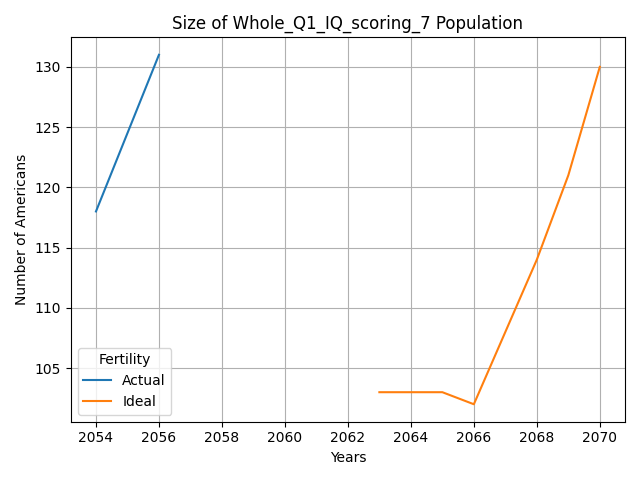 Size of Whole_Q1_IQ_scoring_7 Population
Number of Americans
130
125
120
115
110
105
Fertility
Actual
Ideal
2054 2056 2058 2060 2062 2064 2066 2068 2070
Years